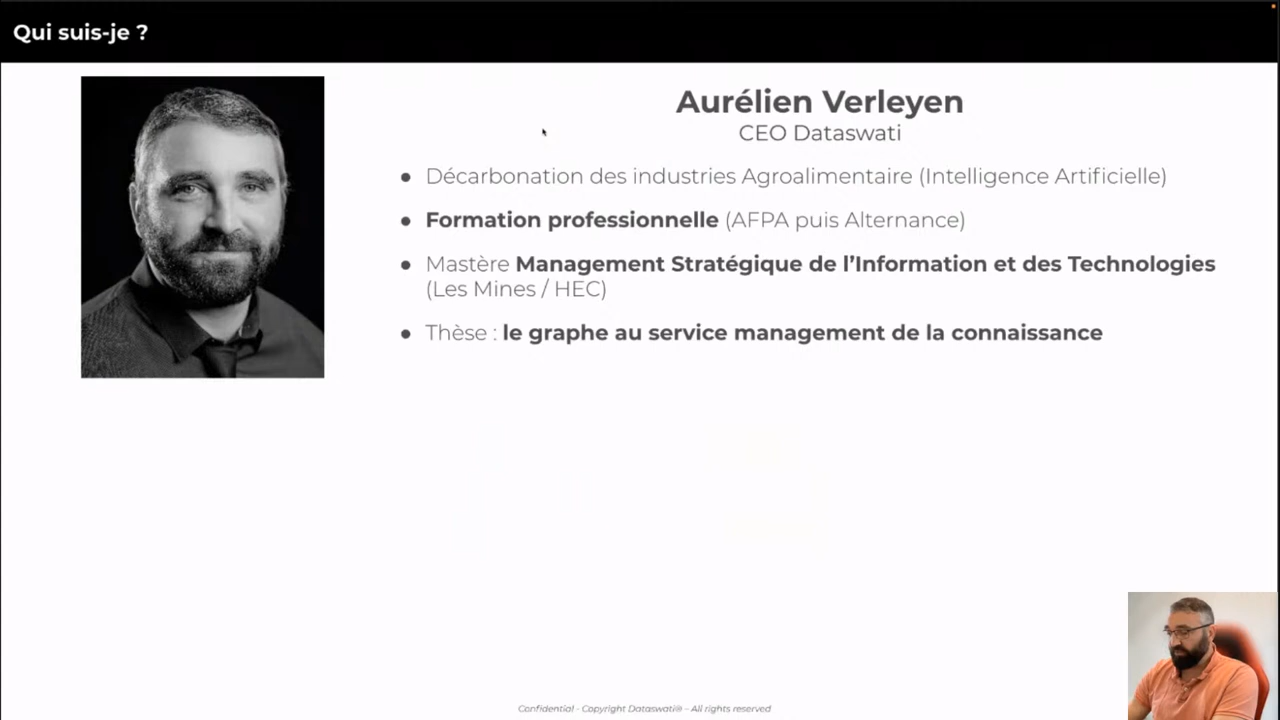 Qui suis-je ?
Aurélien Verleyen
CEO Dataswati
● Décarbonation des industries Agroalimentaire (Intelligence Artificielle)
● Formation professionnelle (AFPA puis Alternance)
● Mastère Management Stratégique de l'Information et des Technologies
(Les Mines / HEC)
● Thèse : le graphe au service management de la connaissance
Confidential - Copyright Dataswati® - All rights reserved